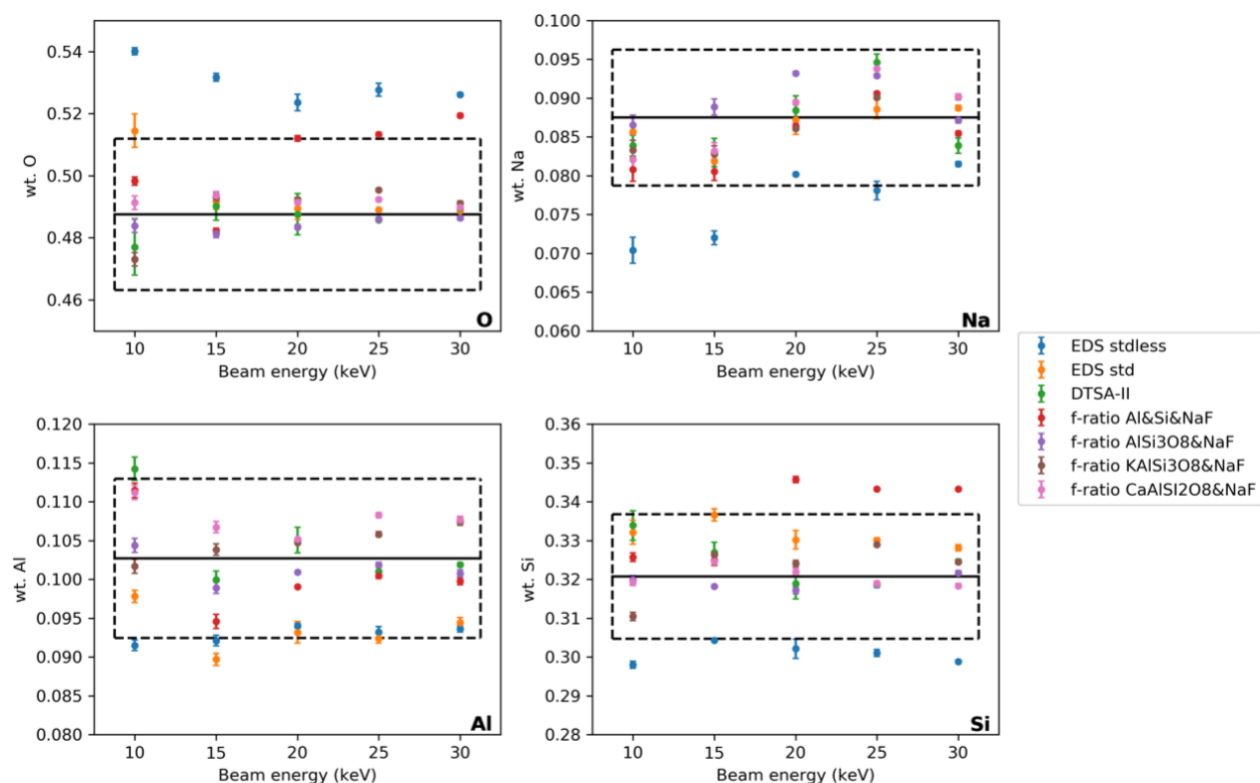 0.54
0.52
0.50
0.48
0.46
wt. O
10 15 20 25 30
Beam energy (keV)
O
0.100
0.095
0.090
0.085
0.080
0.075
0.070
0.065
0.060
wt. Na
10 15 20 25 30
Beam energy (keV)
Na
EDS stdless
EDS std
DTSA-II
f-ratio Al&Si&NaF
f-ratio AlSi3O8&NaF
f-ratio KAlSi3O8&NaF
f-ratio CaAlSI2O8&NaF
0.120
0.115
0.110
0.105
0.100
0.095
0.090
0.085
0.080
wt. Al
10 15 20 25 30
Beam energy (keV)
Al
0.36
0.35
0.34
0.33
0.32
0.31
0.30
0.29
0.28
wt. Si
10 15 20 25 30
Beam energy (keV)
Si